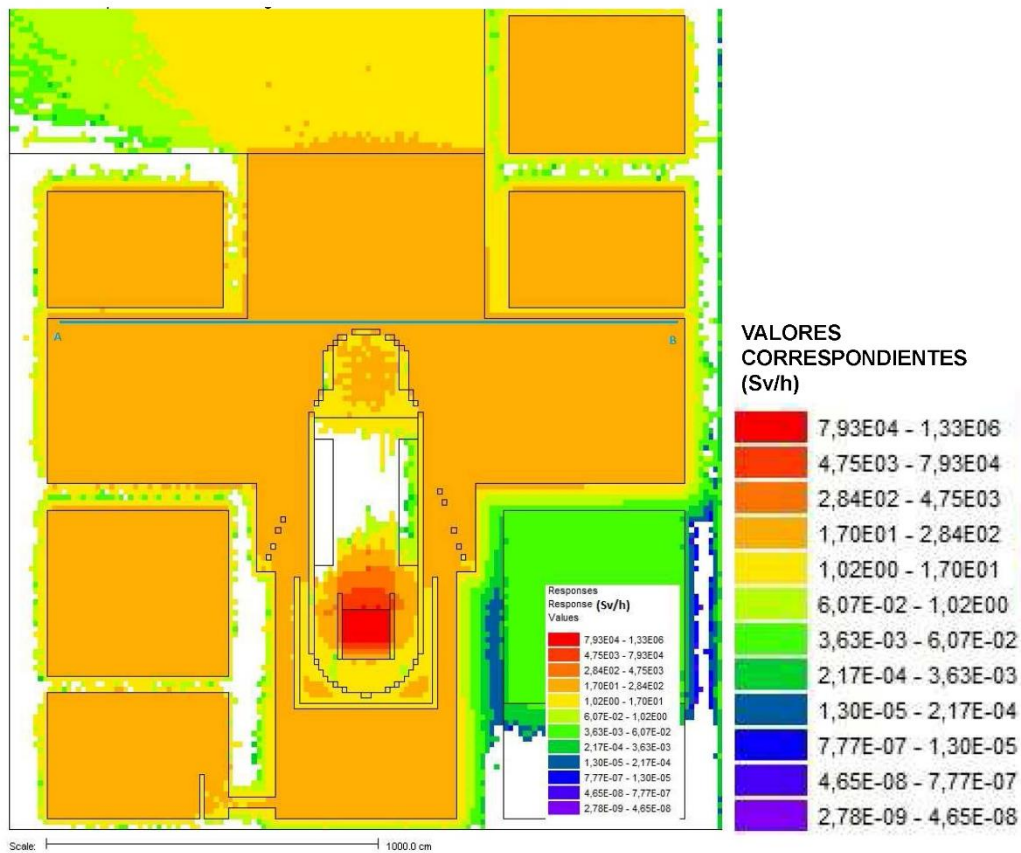 A
B
Responses
Response (Sv/h)
Values
7,93E04 - 1,33E06
4,75E03 - 7,93E04
2,84E02 - 4,75E03
1,70E01 - 2,84E02
1,02E00 - 1,70E01
6,07E-02 - 1,02E00
3,63E-03 - 6,07E-02
2,17E-04 - 3,63E-03
1,30E-05 - 2,17E-04
7,77E-07 - 1,30E-05
4,65E-08 - 7,77E-07
2,78E-09 - 4,65E-08
VALORES
CORRESPONDIENTES
(Sv/h)
7,93E04 - 1,33E06
4,75E03 - 7,93E04
2,84E02 - 4,75E03
1,70E01 - 2,84E02
1,02E00 - 1,70E01
6,07E-02 - 1,02E00
3,63E-03 - 6,07E-02
2,17E-04 - 3,63E-03
1,30E-05 - 2,17E-04
7,77E-07 - 1,30E-05
4,65E-08 - 7,77E-07
2,78E-09 - 4,65E-08
Scale: 1000.0 cm